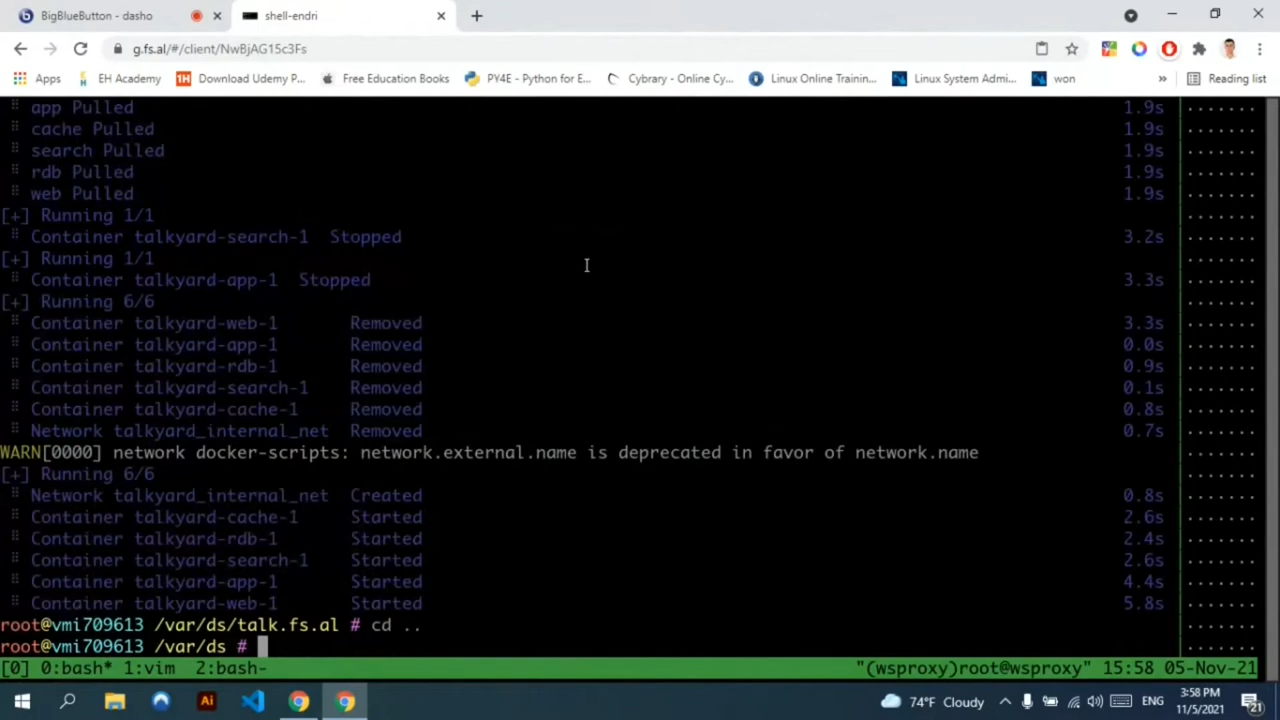 BigBlueButton - dasho
shell-endri
g.fs.al/#/client/NwBjAG15c3Fs
Apps EH Academy Download Udemy P... Free Education Books PY4E - Python for E... Cybrary - Online Cy... Linux Online Trainin... Linux System Admi... won » Reading list
app Pulled 1.9s
cache Pulled 1.9s
search Pulled 1.9s
rdb Pulled 1.9s
web Pulled 1.9s
[+] Running 1/1
Container talkyard-search-1 Stopped 3.2s
[+] Running 1/1
Container talkyard-app-1 Stopped 3.3s
[+] Running 6/6
Container talkyard-web-1 Removed 3.3s
Container talkyard-app-1 Removed 0.0s
Container talkyard-rdb-1 Removed 0.9s
Container talkyard-search-1 Removed 0.1s
Container talkyard-cache-1 Removed 0.8s
Network talkyard_internal_net Removed 0.7s
WARN[0000] network docker-scripts: network.external.name is deprecated in favor of network.name
[+] Running 6/6
Network talkyard_internal_net Created 0.8s
Container talkyard-cache-1 Started 2.6s
Container talkyard-rdb-1 Started 2.4s
Container talkyard-search-1 Started 2.6s
Container talkyard-app-1 Started 4.4s
Container talkyard-web-1 Started 5.8s
root@vmi709613 /var/ds/talk.fs.al # cd ..
root@vmi709613 /var/ds #
[0] 0:bash* 1:vim 2:bash- "(wsproxy)root@wsproxy" 15:58 05-Nov-21
74°F Cloudy ENG 3:58 PM
11/5/2021 21